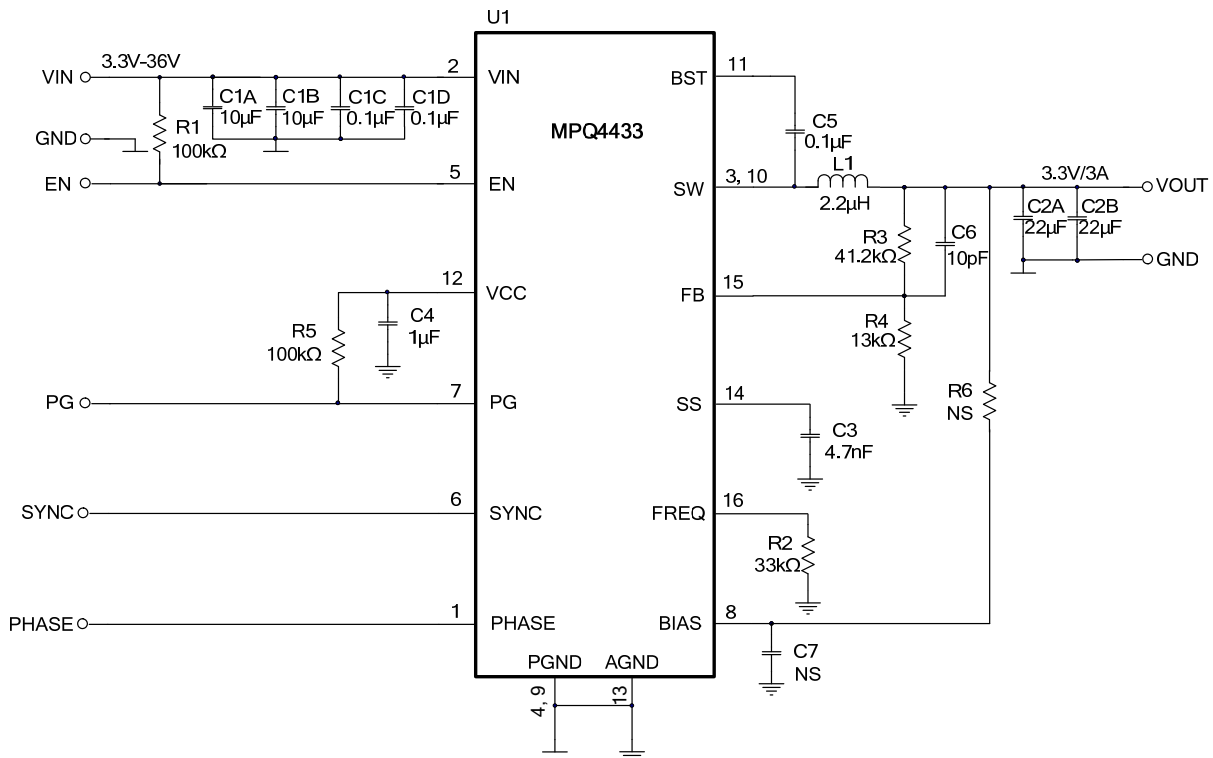 U1
3.3V-36V
VIN
2
VIN
C1A
10µF
C1B
10µF
C1C
0.1µF
C1D
0.1µF
GND
R1
100kΩ
EN
5
EN
12
VCC
C4
1µF
R5
100kΩ
PG
7
PG
SYNC
6
SYNC
PHASE
1
PHASE
MPQ4433
BST
11
C5
0.1µF
L1
2.2µH
SW
3, 10
3.3V/3A
VOUT
C2A
22µF
C2B
22µF
GND
R3
41.2kΩ
C6
10pF
FB
15
R4
13kΩ
SS
14
C3
4.7nF
R6
NS
FREQ
16
R2
33kΩ
BIAS
8
C7
NS
PGND
AGND
4, 9
13